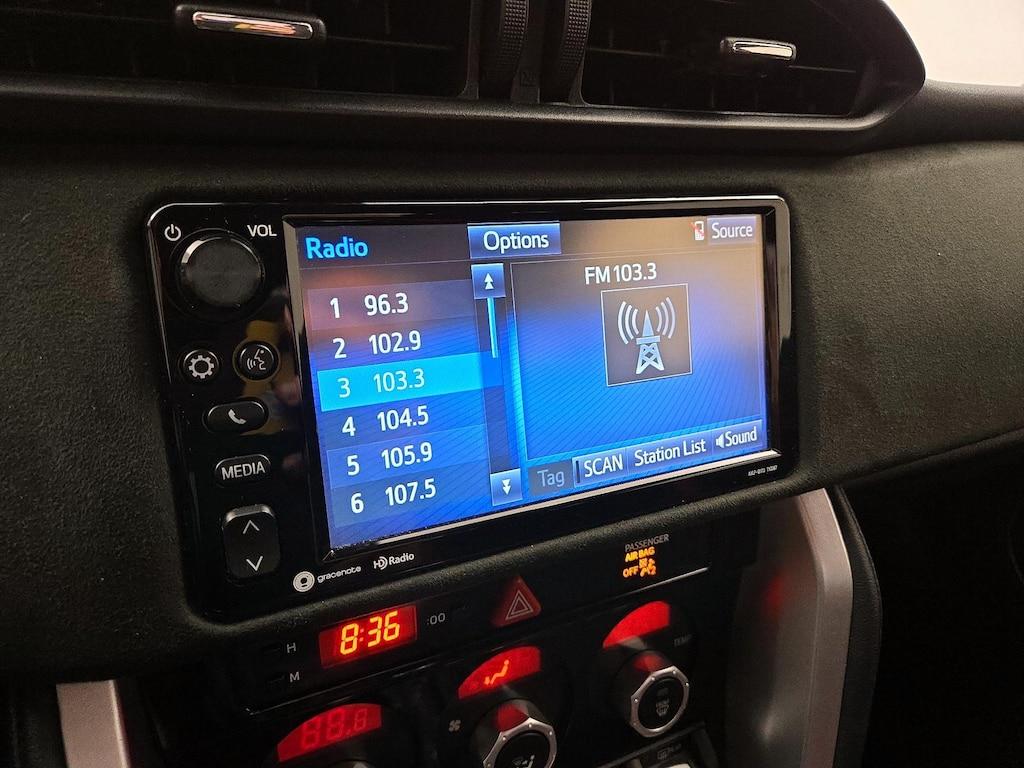 VOL
Radio
Options
Source
FM 103.3
1 96.3
2 102.9
3 103.3
4 104.5
5 105.9
6 107.5
Tag
SCAN
Station List
Sound
MEDIA
gracenote
HD Radio
PASSENGER
AIR BAG
OFF
H
8:36
:00
M
TEMP